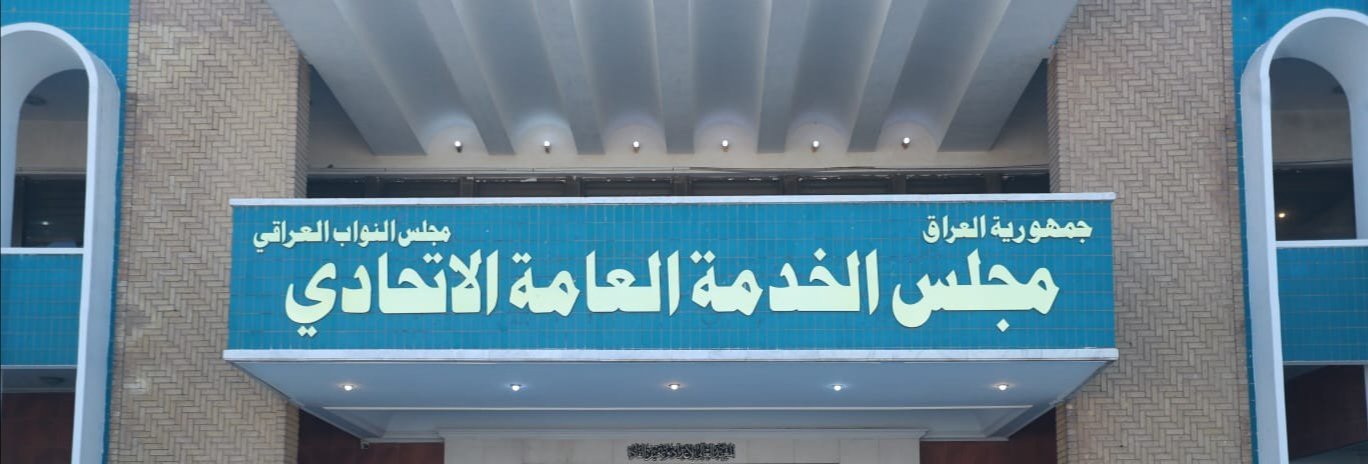 جمهورية العراق
مجلس النواب العراقي
مجلس الخدمة العامة الاتحادي